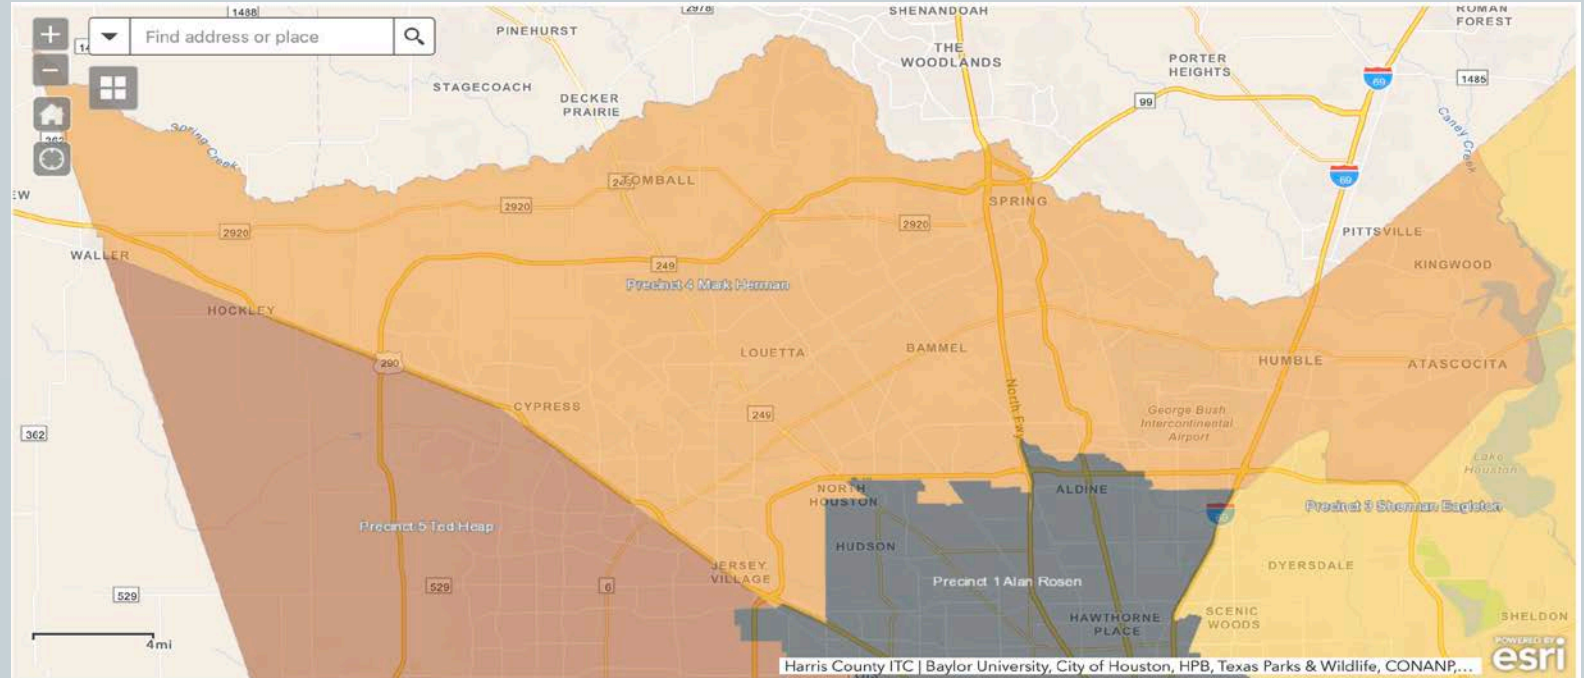 1488
2978
SHENANDOAH
ROMAN
FOREST
Find address or place
PINEHURST
THE
WOODLANDS
PORTER
HEIGHTS
69
1485
STAGECOACH
DECKER
PRAIRIE
99
Caney Creek
Spring Creek
362
69
TOMBALL
SPRING
2920
2920
2920
PITTSVILLE
WALLER
249
KINGWOOD
Precinct 4 Mark Herman
HOCKLEY
LOUETTA
BAMMEL
HUMBLE
ATASCOCITA
290
CYPRESS
249
North Fwy
George Bush
Intercontinental
Airport
362
Lake
Houston
NORTH
HOUSTON
ALDINE
Precinct 3 Sherman Eagleton
Precinct 5 Ted Heap
HUDSON
JERSEY
VILLAGE
Precinct 1 Alan Rosen
DYERSDALE
529
529
6
HAWTHORNE
PLACE
SCENIC
WOODS
SHELDON
4mi
POWERED BY
esri
Harris County ITC | Baylor University, City of Houston, HPB, Texas Parks & Wildlife, CONANP,...